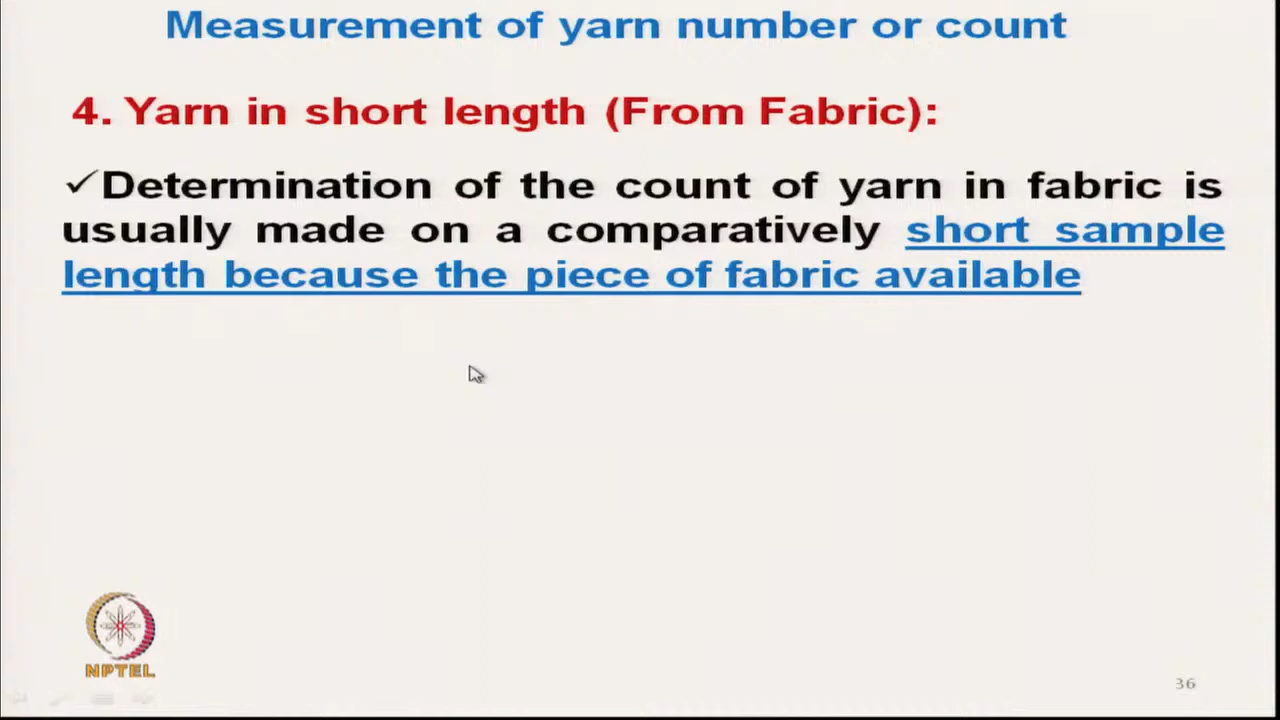 Measurement of yarn number or count
4. Yarn in short length (From Fabric):
✓Determination of the count of yarn in fabric is
usually made on a comparatively short sample
length because the piece of fabric available
NPTEL
36